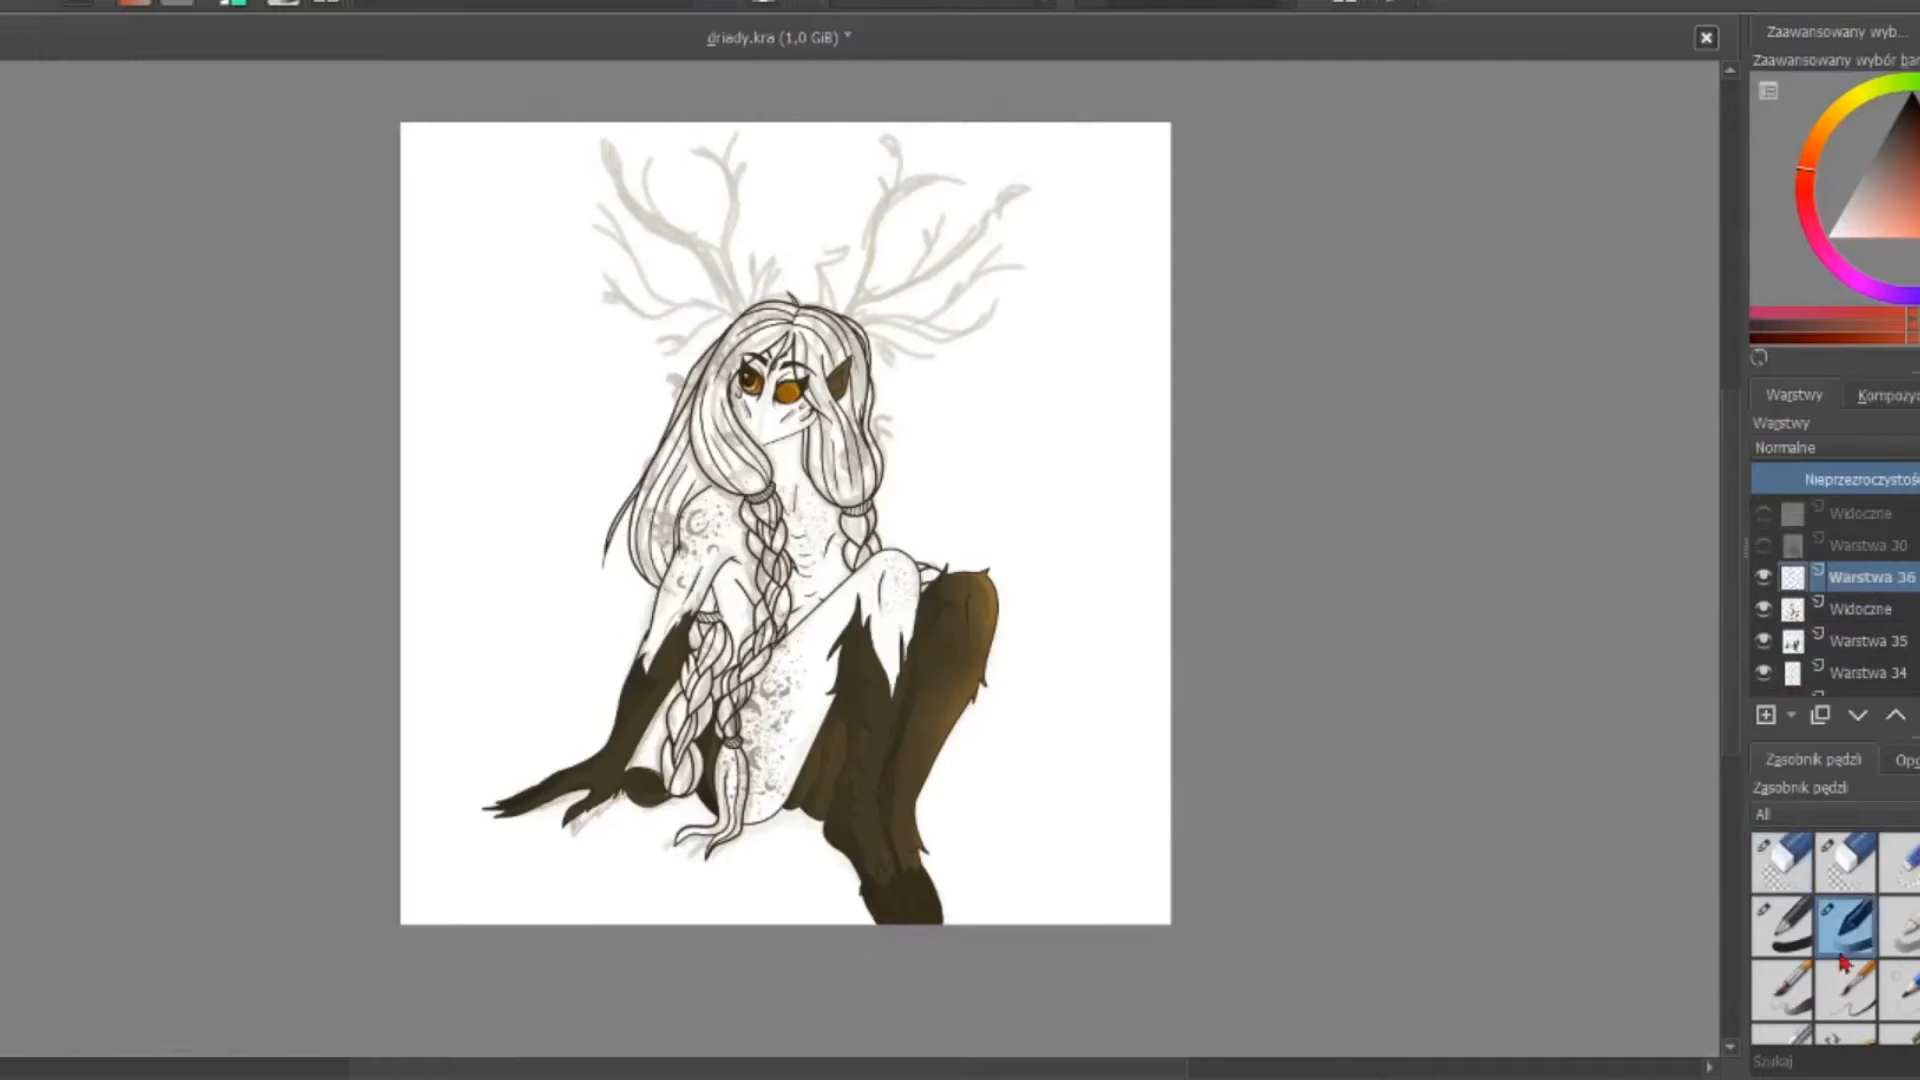 driady.kra (1,0 GiB) *
Zaawansowany wyb...
Zaawansowany wybór bar
Warstwy
Kompozyc
Warstwy
Normalne
Nieprzezroczystość
Widoczne
Warstwa 30
Warstwa 36
Widoczne
Warstwa 35
Warstwa 34
Zasobnik pędzli
Opc
Zasobnik pędzli
All
Szukaj